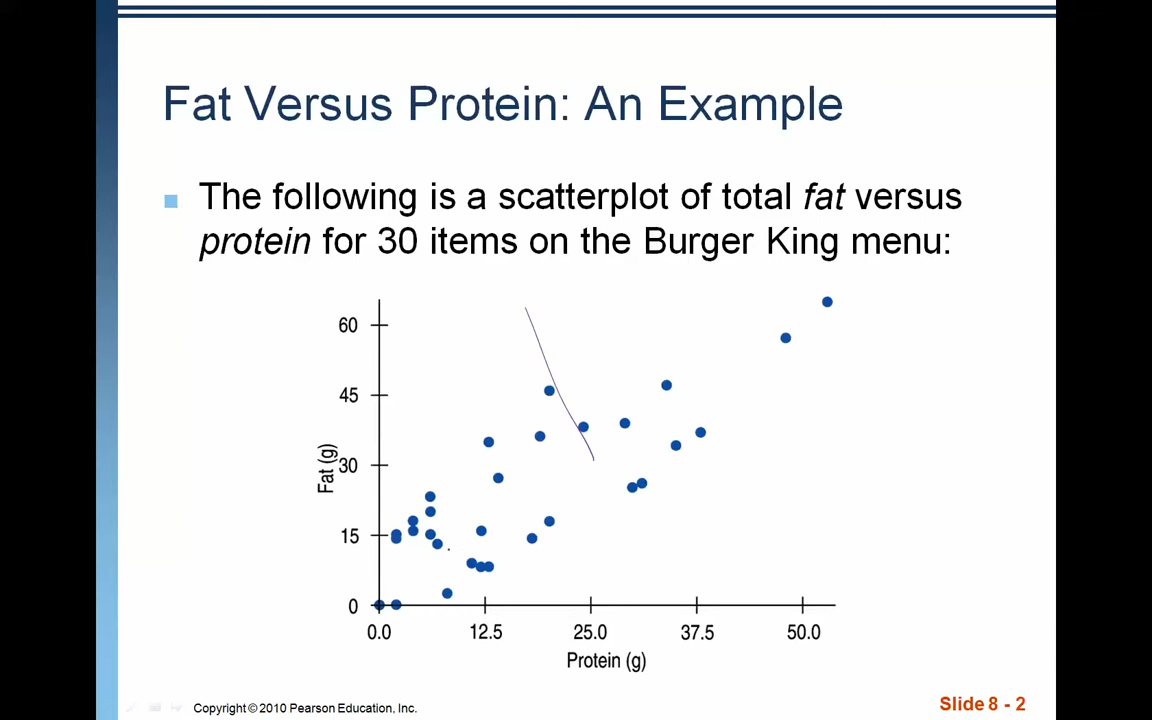 Fat Versus Protein: An Example
The following is a scatterplot of total fat versus
protein for 30 items on the Burger King menu:
60
45
30
15
0
Fat (g)
0.0 12.5 25.0 37.5 50.0
Protein (g)
Copyright © 2010 Pearson Education, Inc.
Slide 8 - 2